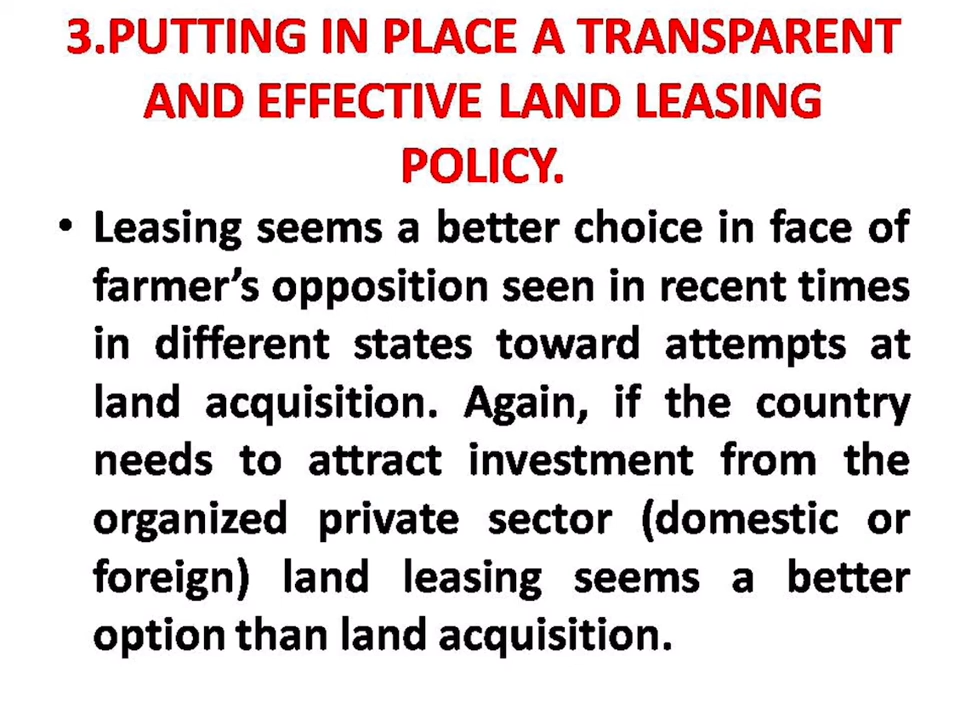 3.PUTTING IN PLACE A TRANSPARENT
AND EFFECTIVE LAND LEASING
POLICY.
• Leasing seems a better choice in face of
farmer’s opposition seen in recent times
in different states toward attempts at
land acquisition. Again, if the country
needs to attract investment from the
organized private sector (domestic or
foreign) land leasing seems a better
option than land acquisition.